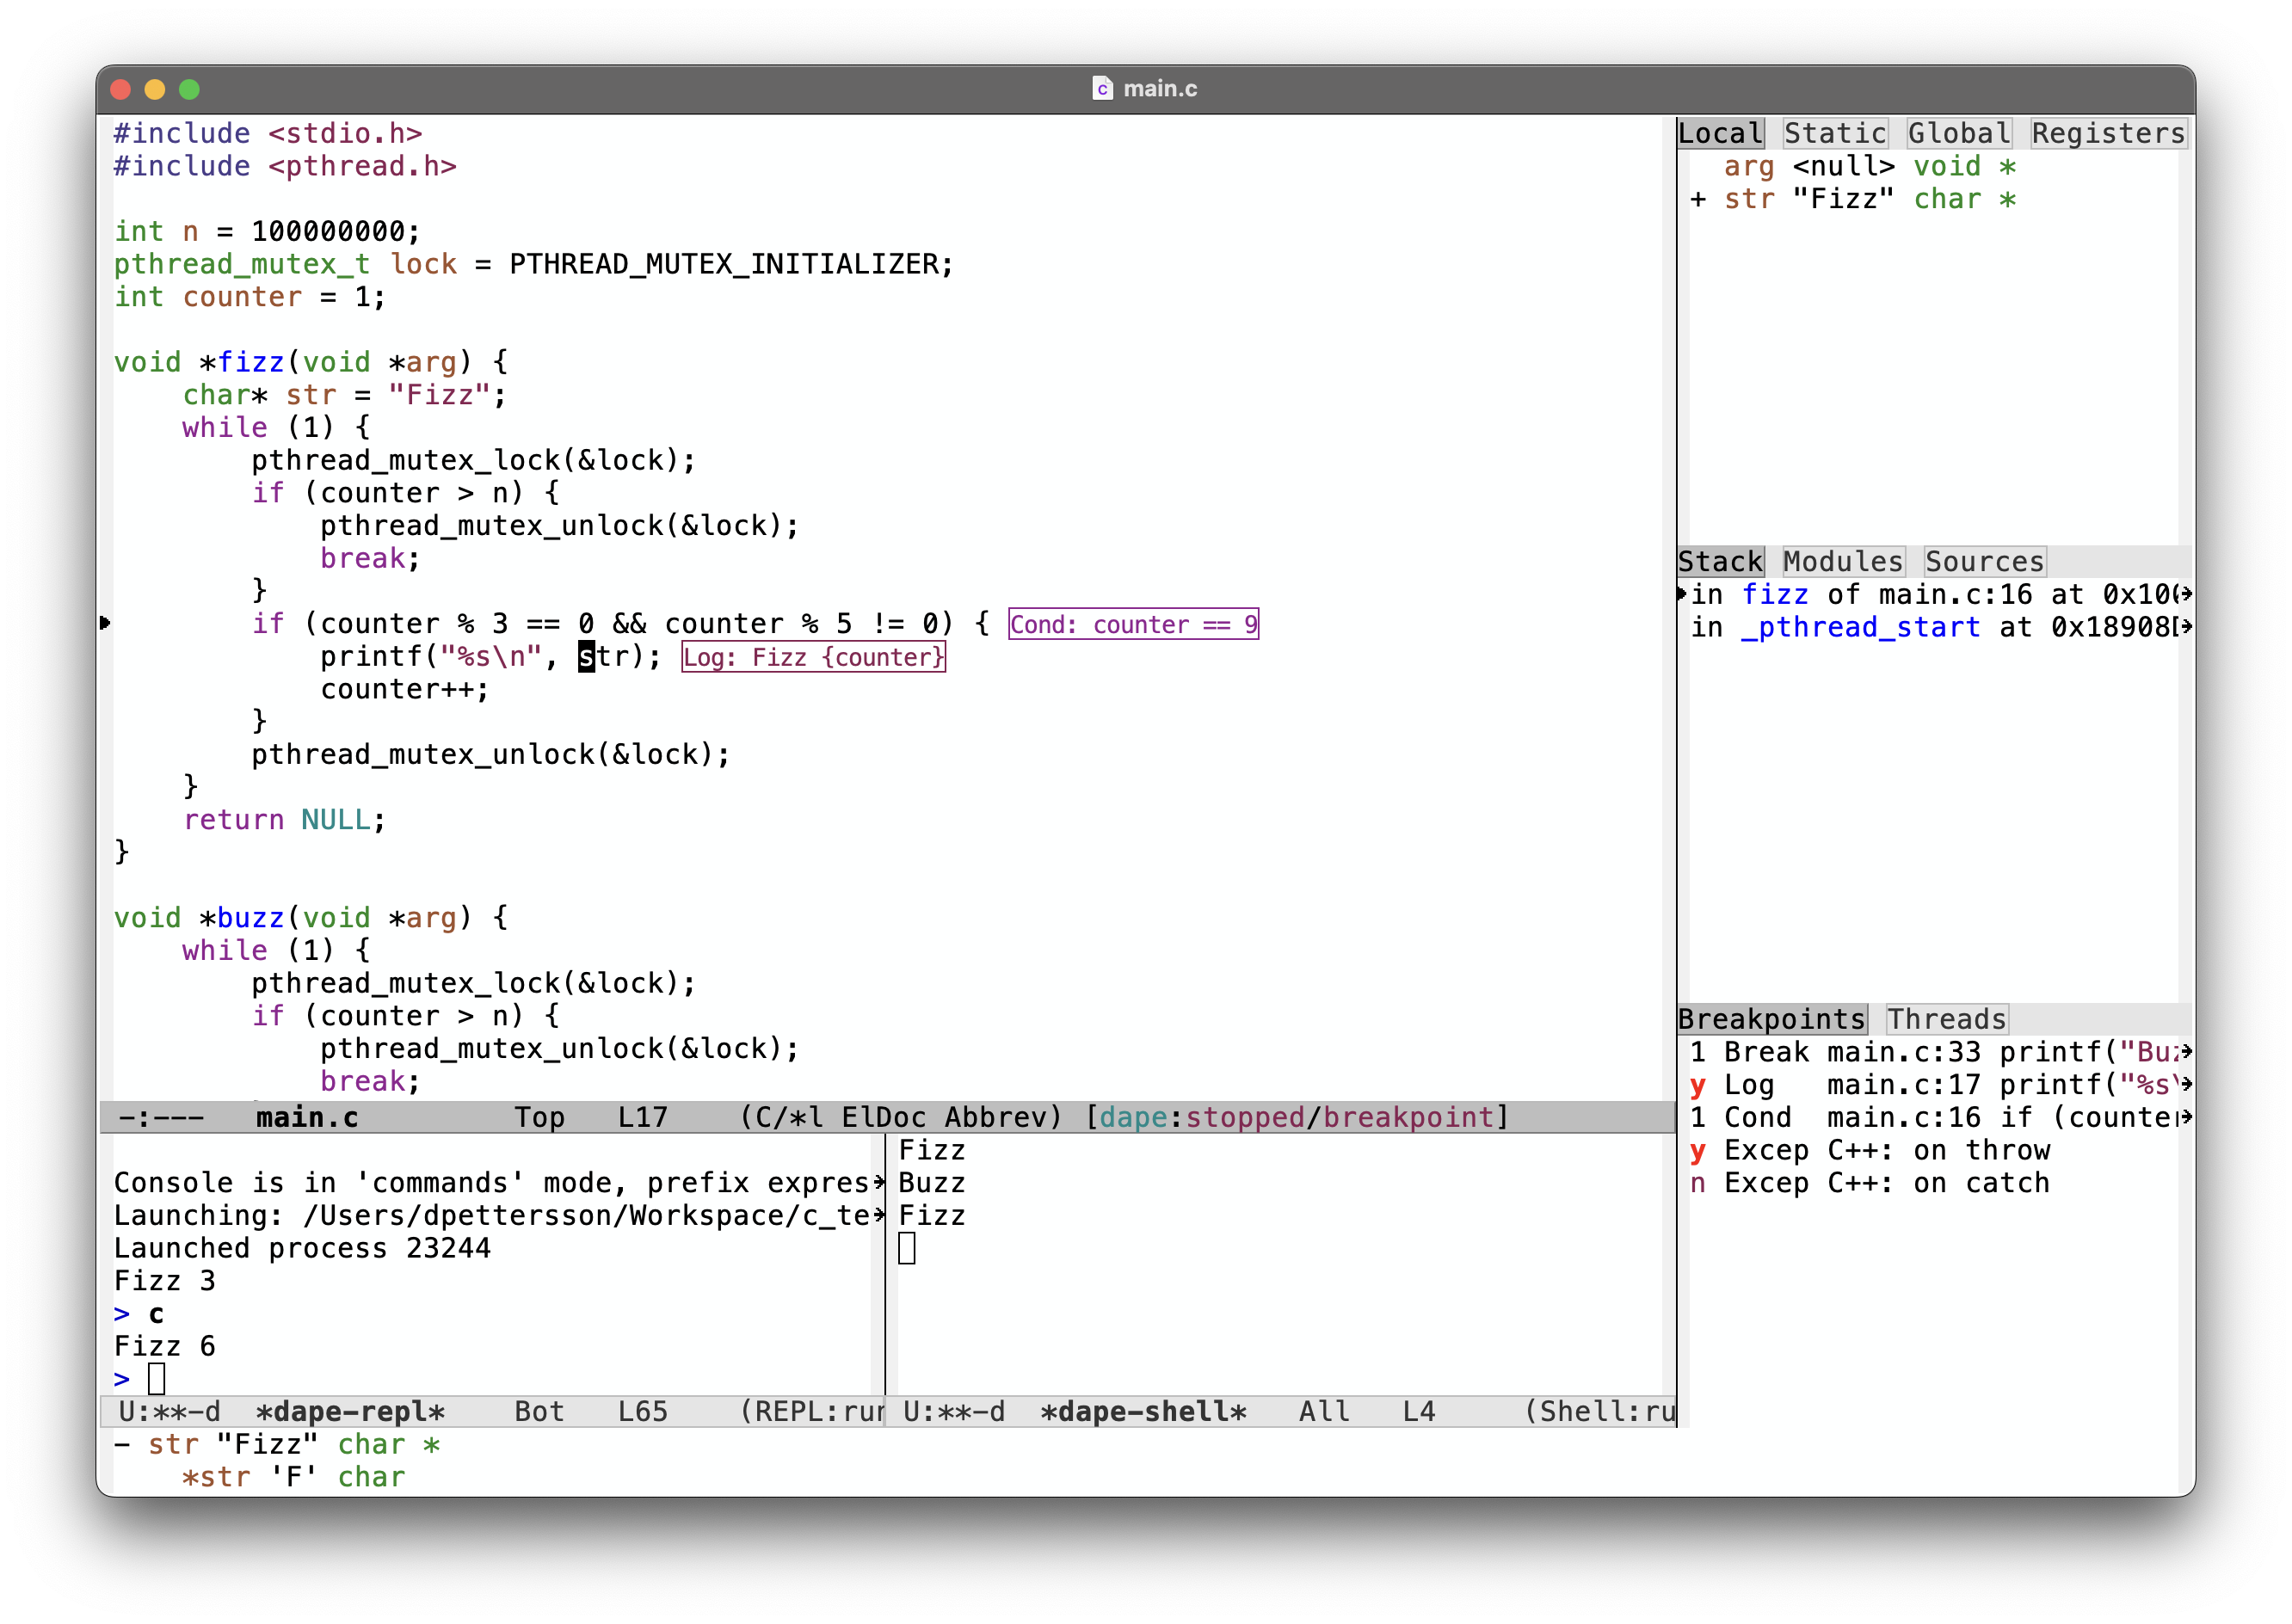 main.c
#include <stdio.h>
#include <pthread.h>
int n = 100000000;
pthread_mutex_t lock = PTHREAD_MUTEX_INITIALIZER;
int counter = 1;
void *fizz(void *arg) {
    char* str = "Fizz";
    while (1) {
        pthread_mutex_lock(&lock);
        if (counter > n) {
            pthread_mutex_unlock(&lock);
            break;
        }
        if (counter % 3 == 0 && counter % 5 != 0) { Cond: counter == 9
            printf("%s\n", str); Log: Fizz {counter}
            counter++;
        }
        pthread_mutex_unlock(&lock);
    }
    return NULL;
}
void *buzz(void *arg) {
    while (1) {
        pthread_mutex_lock(&lock);
        if (counter > n) {
            pthread_mutex_unlock(&lock);
            break;
-:--- main.c Top L17 (C/*l ElDoc Abbrev) [dape:stopped/breakpoint]
Console is in 'commands' mode, prefix expres
Launching: /Users/dpettersson/Workspace/c_te
Launched process 23244
Fizz 3
> c
Fizz 6
>
U:**-d *dape-repl* Bot L65 (REPL:run
Fizz
Buzz
Fizz
U:**-d *dape-shell* All L4 (Shell:ru
- str "Fizz" char *
    *str 'F' char
Local Static Global Registers
  arg <null> void *
+ str "Fizz" char *
Stack Modules Sources
in fizz of main.c:16 at 0x100
in _pthread_start at 0x18908
Breakpoints Threads
1 Break main.c:33 printf("Buz
y Log main.c:17 printf("%s\
1 Cond main.c:16 if (counter
y Excep C++: on throw
n Excep C++: on catch